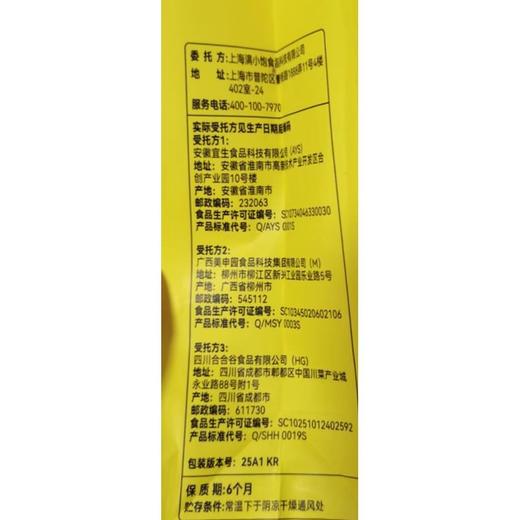 委托方:上海满小饱食品科技有限公司
地 址:上海市普陀区 路1888弄11号4楼
402室-24
服务电话:400-100-7970
实际受托方见生产日期后标码
受托方1:
安徽宜生食品科技有限公司(AYS)
地址:安徽省淮南市高新技术产业开发区合
创产业园10号楼
产地:安徽省淮南市
邮政编码:232063
食品生产许可证编号:SC10734046330030
产品标准代号:Q/AYS 0001S
受托方2:
广西美申园食品科技集团有限公司(M)
地址:柳州市柳江区新兴工业园乐业路5号
产地:广西省柳州市
邮政编码:545112
食品生产许可证编号:SC10345020602106
产品标准代号:Q/MSY 0003S
受托方3:
四川合合谷食品有限公司(HG)
地址:四川省成都市郫都区中国川菜产业城
永业路88号附1号
产地:四川省成都市
邮政编码:611730
食品生产许可证编号:SC10251012402592
产品标准代号:Q/SHH 0019S
包装版本号:25A1 KR
保质期:6个月
贮存条件:常温下于阴凉干燥通风处